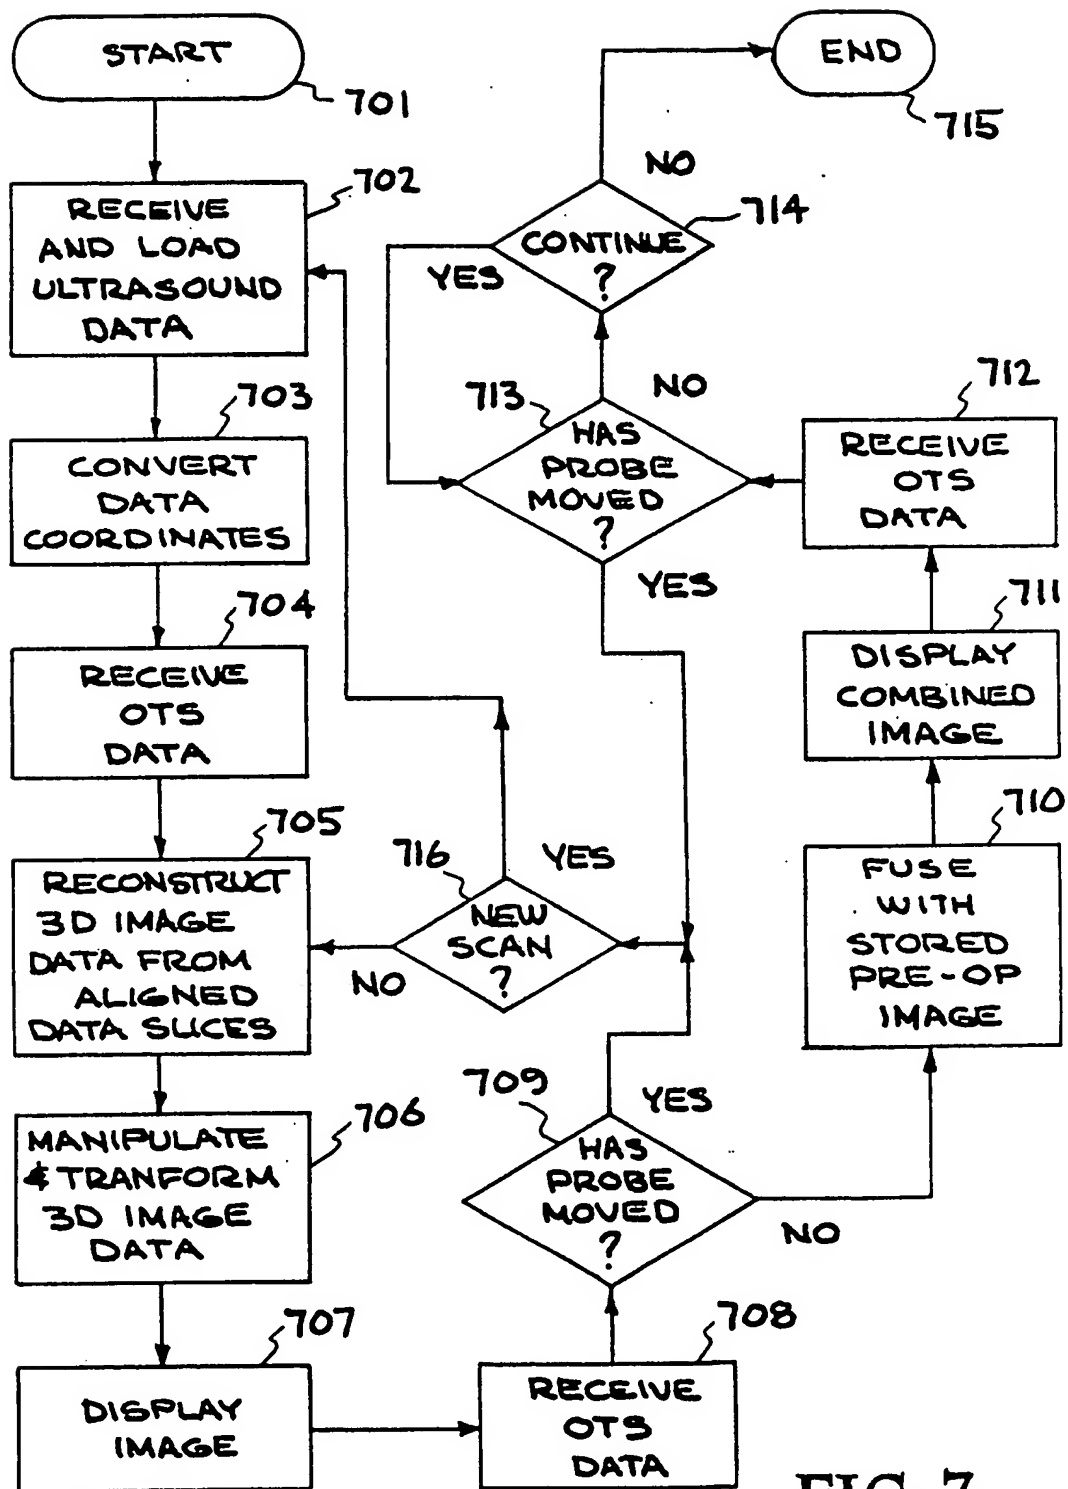 START
701
RECEIVE
AND LOAD
ULTRASOUND
DATA
702
CONVERT
DATA
COORDINATES
703
RECEIVE
OTS
DATA
704
RECONSTRUCT
3D IMAGE
DATA FROM
ALIGNED
DATA SLICES
705
MANIPULATE
& TRANFORM
3D IMAGE
DATA
706
DISPLAY
IMAGE
707
RECEIVE
OTS
DATA
708
HAS
PROBE
MOVED
?
709
YES
NO
FUSE
WITH
STORED
PRE-OP
IMAGE
710
DISPLAY
COMBINED
IMAGE
711
RECEIVE
OTS
DATA
712
HAS
PROBE
MOVED
?
713
NO
YES
CONTINUE
?
714
YES
NO
END
715
NEW
SCAN
?
716
YES
NO
FIG. 7